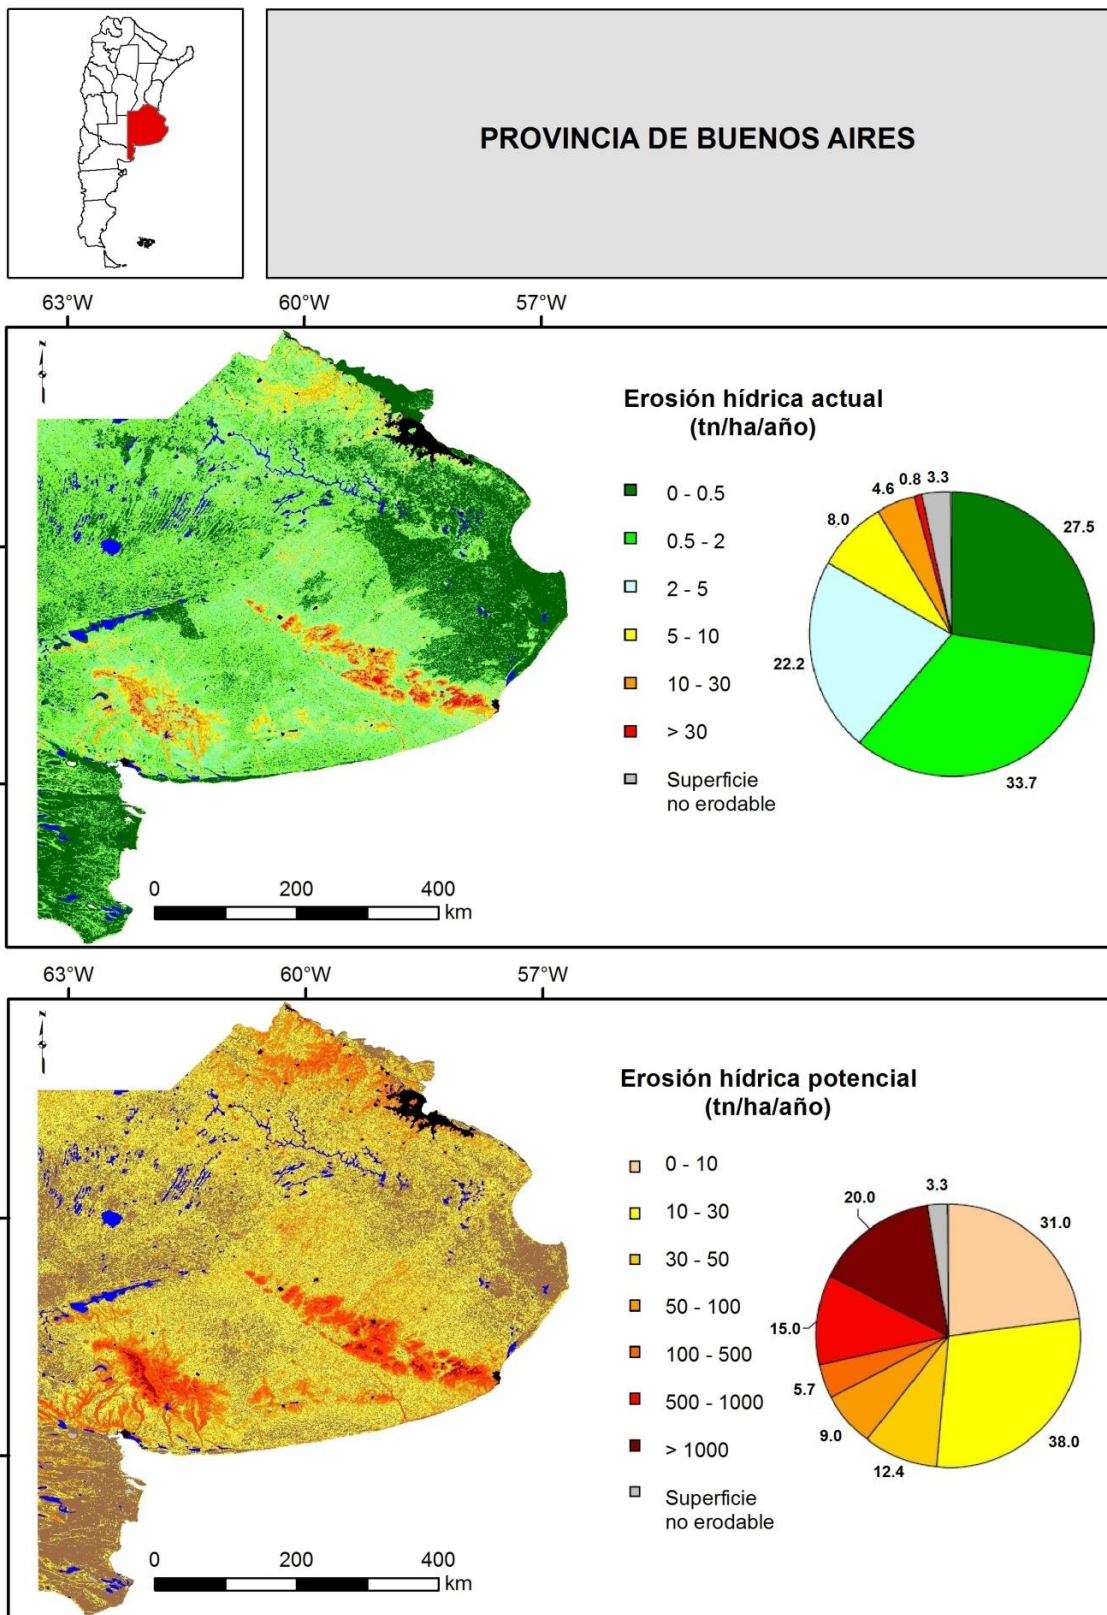 PROVINCIA DE BUENOS AIRES
63°W
60°W
57°W
N
Erosión hídrica actual
(tn/ha/año)
0 - 0.5
0.5 - 2
2 - 5
5 - 10
10 - 30
> 30
Superficie
no erodable
27.5
33.7
22.2
8.0
4.6
0.8
3.3
0
200
400
km
63°W
60°W
57°W
N
Erosión hídrica potencial
(tn/ha/año)
0 - 10
10 - 30
30 - 50
50 - 100
100 - 500
500 - 1000
> 1000
Superficie
no erodable
31.0
38.0
12.4
9.0
5.7
15.0
20.0
3.3
0
200
400
km